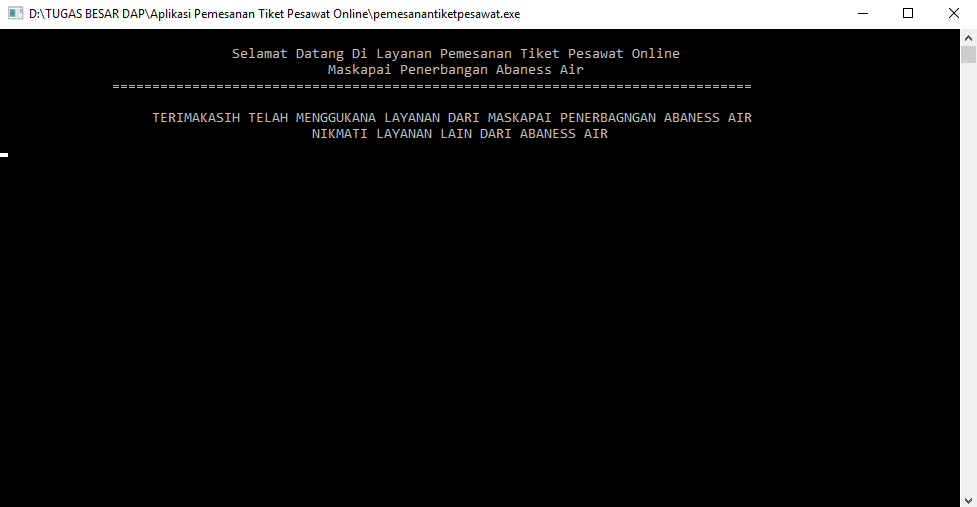 D:\TUGAS BESAR DAP\Aplikasi Pemesanan Tiket Pesawat Online\pemesanantiketpesawat.exe
Selamat Datang Di Layanan Pemesanan Tiket Pesawat Online
Maskapai Penerbangan Abaness Air
================================================================================
TERIMAKASIH TELAH MENGGUKANA LAYANAN DARI MASKAPAI PENERBAGNGAN ABANESS AIR
NIKMATI LAYANAN LAIN DARI ABANESS AIR